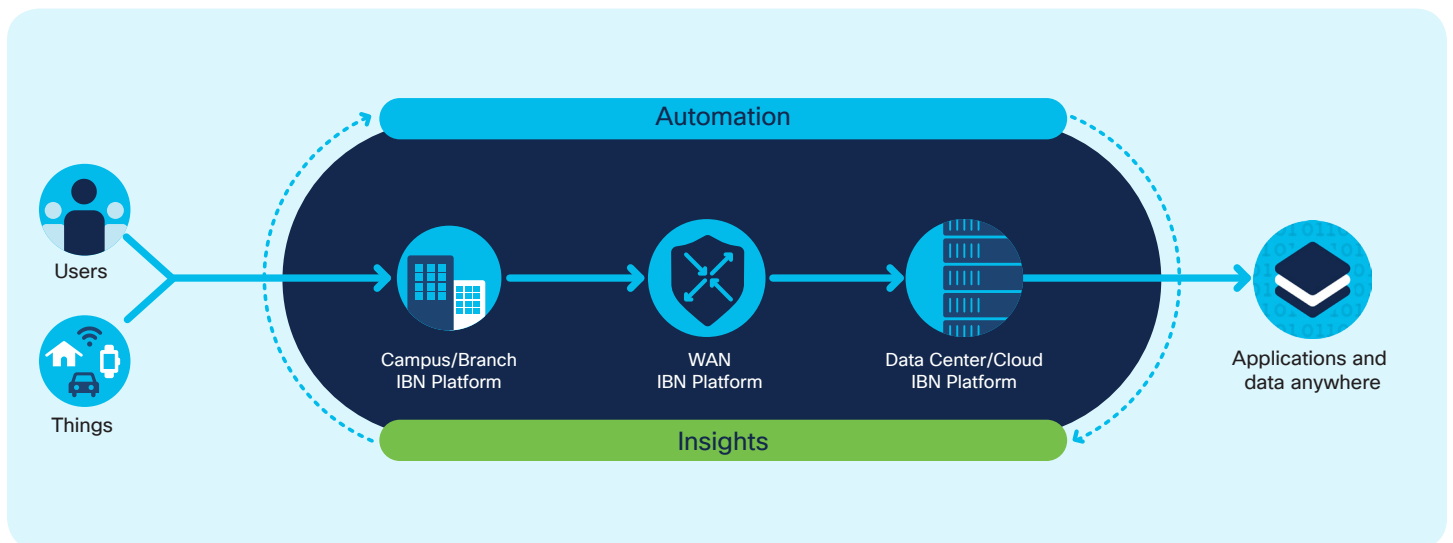 Automation
Users
Things
Campus/Branch
IBN Platform
WAN
IBN Platform
Data Center/Cloud
IBN Platform
Applications and
data anywhere
Insights